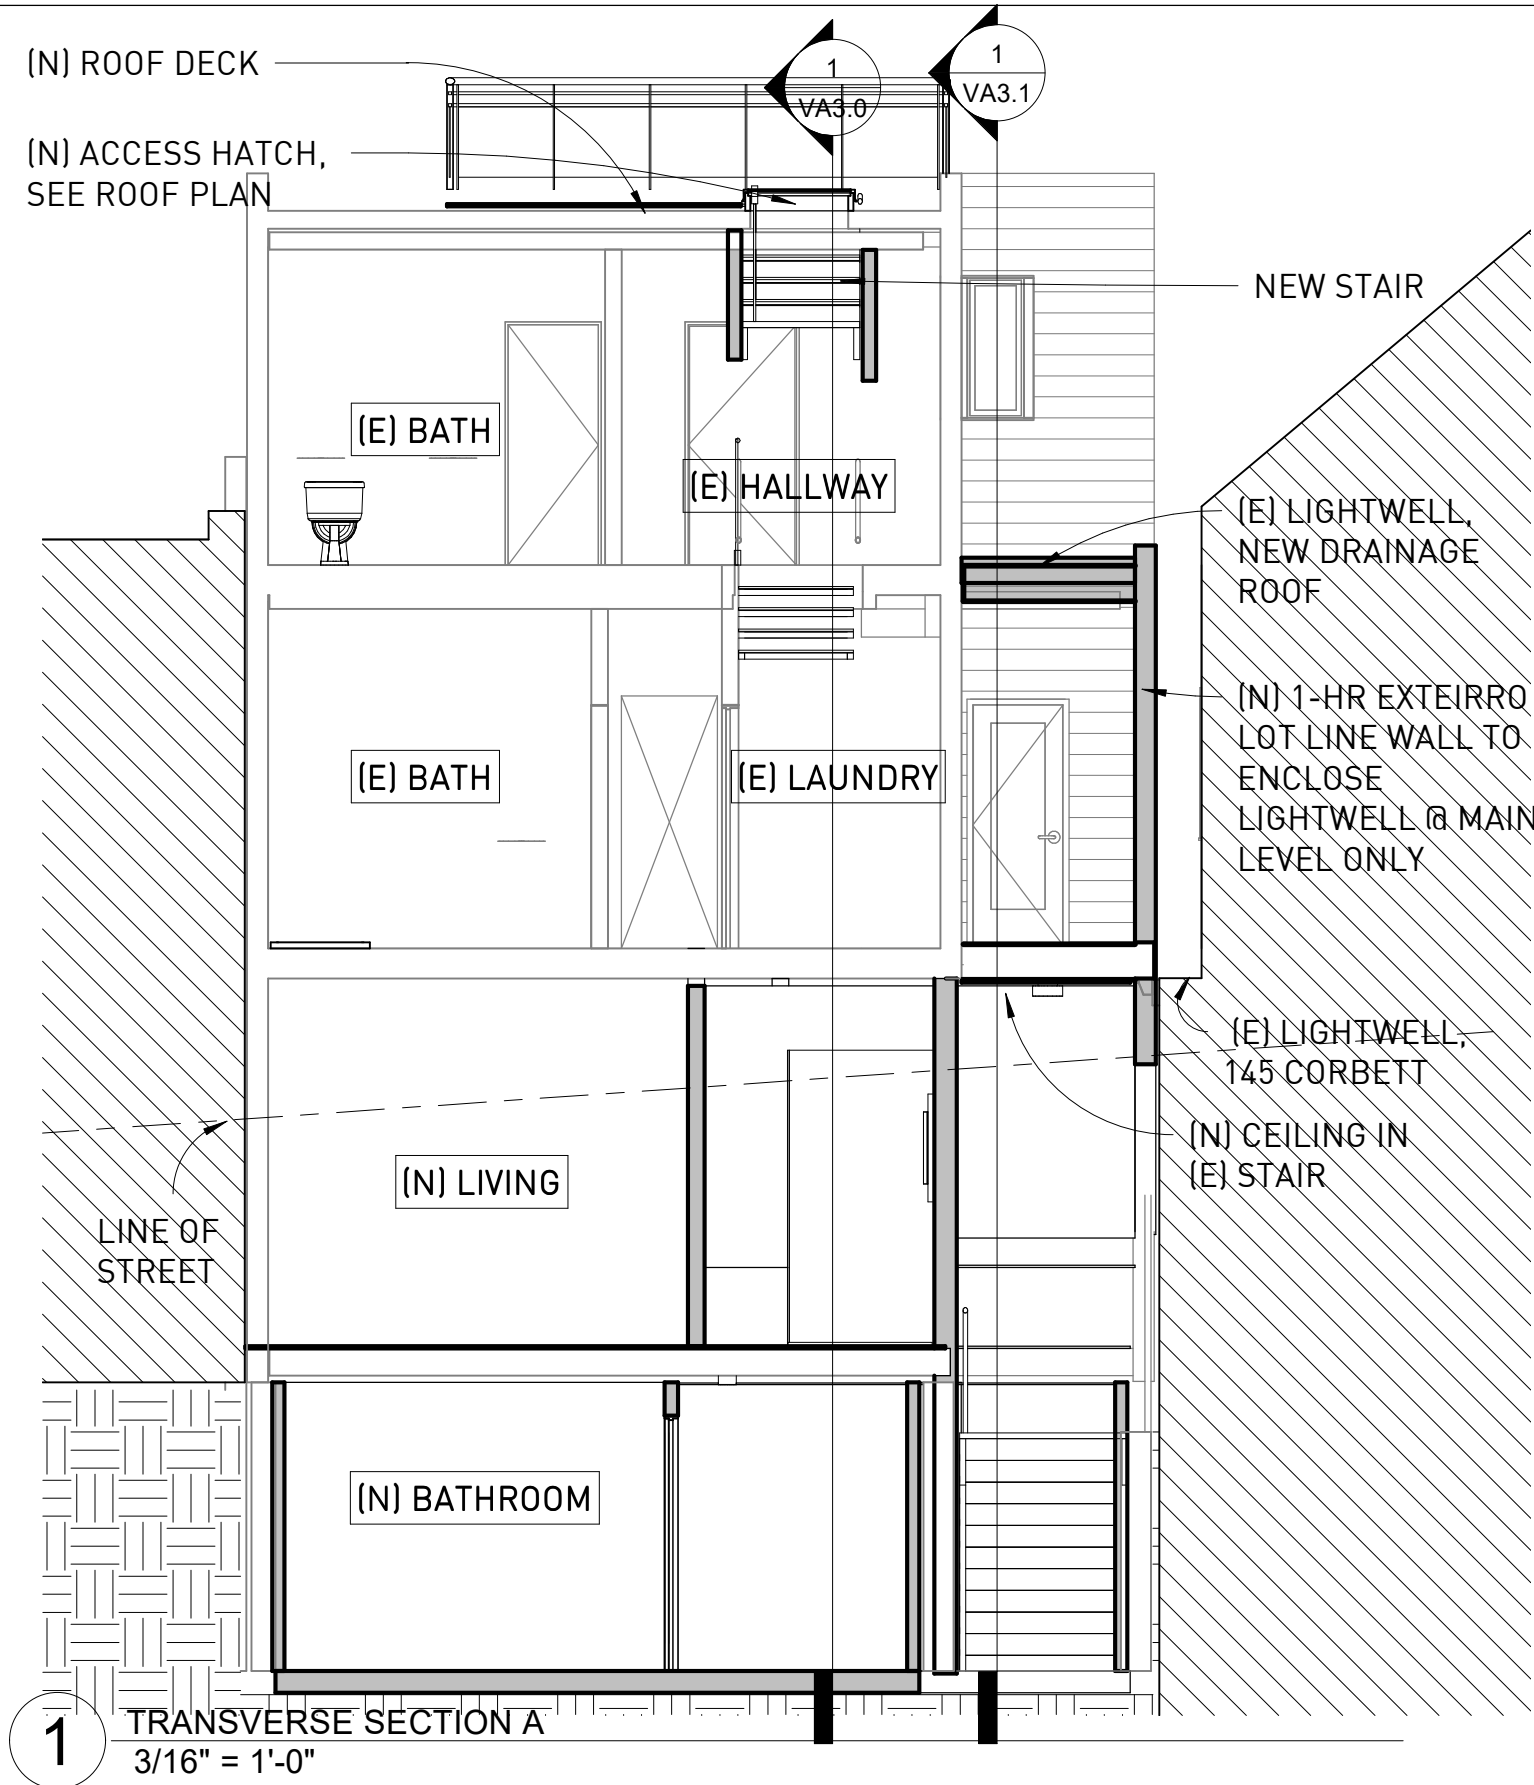 (N) ROOF DECK
1
VA3.0
1
VA3.1
(N) ACCESS HATCH,
SEE ROOF PLAN
NEW STAIR
(E) BATH
(E) HALLWAY
(E) LIGHTWELL,
NEW DRAINAGE
ROOF
(N) 1-HR EXTEIRRO
LOT LINE WALL TO
ENCLOSE
LIGHTWELL @ MAIN
LEVEL ONLY
(E) BATH
(E) LAUNDRY
(E) LIGHTWELL,
145 CORBETT
(N) CEILING IN
(E) STAIR
(N) LIVING
LINE OF
STREET
(N) BATHROOM
1
TRANSVERSE SECTION A
3/16" = 1'-0"